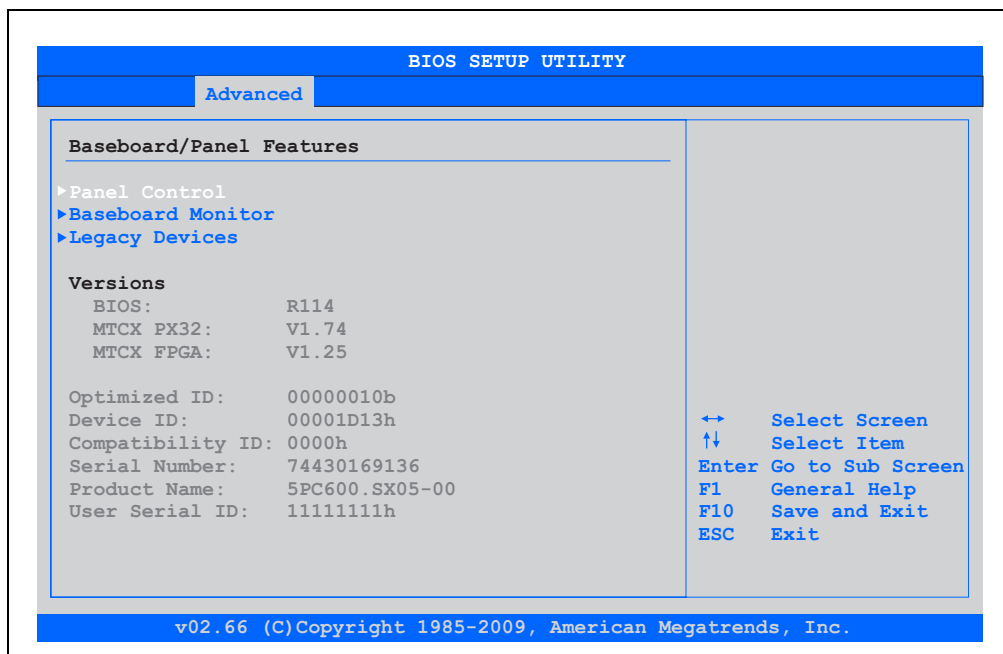 BIOS SETUP UTILITY
Advanced
Baseboard/Panel Features
▶Panel Control
▶Baseboard Monitor
▶Legacy Devices
Versions
BIOS: R114
MTCX PX32: V1.74
MTCX FPGA: V1.25
Optimized ID: 00000010b
Device ID: 00001D13h
Compatibility ID: 0000h
Serial Number: 74430169136
Product Name: 5PC600.SX05-00
User Serial ID: 11111111h
↔ Select Screen
↑↓ Select Item
Enter Go to Sub Screen
F1 General Help
F10 Save and Exit
ESC Exit
v02.66 (C)Copyright 1985-2009, American Megatrends, Inc.